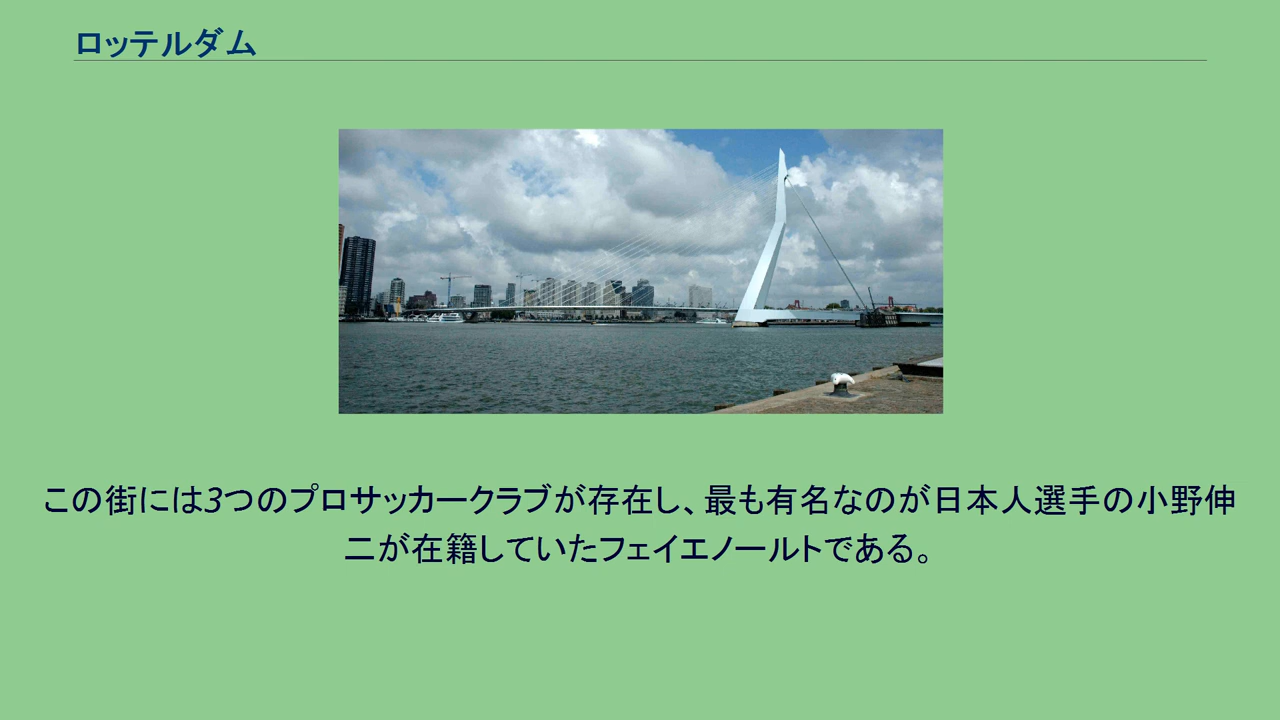 ロッテルダム
この街には3つのプロサッカークラブが存在し、最も有名なのが日本人選手の小野伸
二が在籍していたフェイエノールトである。